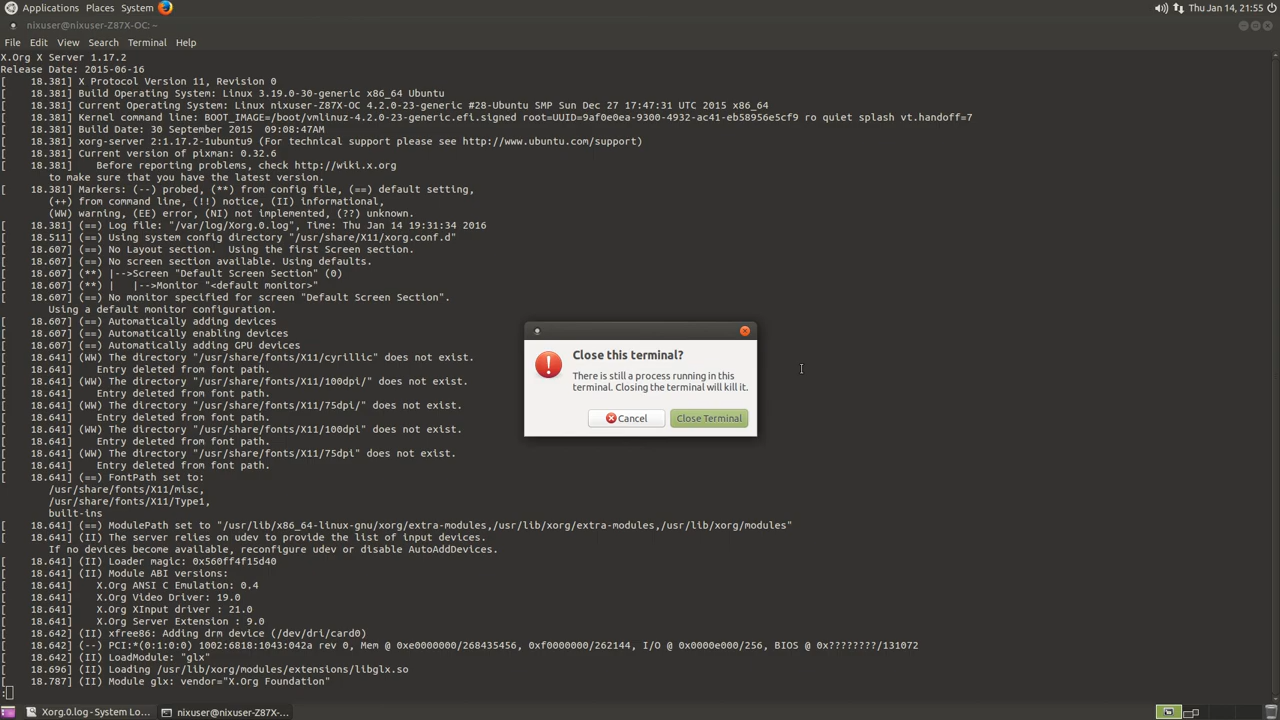 Applications Places System Thu Jan 14, 21:55
nixuser@nixuser-Z87X-OC: ~
File Edit View Search Terminal Help
X.Org X Server 1.17.2
Release Date: 2015-06-16
[ 18.381] X Protocol Version 11, Revision 0
[ 18.381] Build Operating System: Linux 3.19.0-30-generic x86_64 Ubuntu
[ 18.381] Current Operating System: Linux nixuser-Z87X-OC 4.2.0-23-generic #28-Ubuntu SMP Sun Dec 27 17:47:31 UTC 2015 x86_64
[ 18.381] Kernel command line: BOOT_IMAGE=/boot/vmlinuz-4.2.0-23-generic.efi.signed root=UUID=9af0e0ea-9300-4932-ac41-eb58956e5cf9 ro quiet splash vt.handoff=7
[ 18.381] Build Date: 30 September 2015 09:08:47AM
[ 18.381] xorg-server 2:1.17.2-1ubuntu9 (For technical support please see http://www.ubuntu.com/support)
[ 18.381] Current version of pixman: 0.32.6
[ 18.381] Before reporting problems, check http://wiki.x.org
to make sure that you have the latest version.
[ 18.381] Markers: (--) probed, (**) from config file, (==) default setting,
(++) from command line, (!!) notice, (II) informational,
(WW) warning, (EE) error, (NI) not implemented, (??) unknown.
[ 18.381] (==) Log file: "/var/log/Xorg.0.log", Time: Thu Jan 14 19:31:34 2016
[ 18.511] (==) Using system config directory "/usr/share/X11/xorg.conf.d"
[ 18.607] (==) No Layout section. Using the first Screen section.
[ 18.607] (==) No screen section available. Using defaults.
[ 18.607] (**) |-->Screen "Default Screen Section" (0)
[ 18.607] (**) | |-->Monitor "<default monitor>"
[ 18.607] (==) No monitor specified for screen "Default Screen Section".
Using a default monitor configuration.
[ 18.607] (==) Automatically adding devices
[ 18.607] (==) Automatically enabling devices
[ 18.607] (==) Automatically adding GPU devices
[ 18.641] (WW) The directory "/usr/share/fonts/X11/cyrillic" does not exist.
[ 18.641] Entry deleted from font path.
[ 18.641] (WW) The directory "/usr/share/fonts/X11/100dpi/" does not exist.
[ 18.641] Entry deleted from font path.
[ 18.641] (WW) The directory "/usr/share/fonts/X11/75dpi/" does not exist.
[ 18.641] Entry deleted from font path.
[ 18.641] (WW) The directory "/usr/share/fonts/X11/100dpi" does not exist.
[ 18.641] Entry deleted from font path.
[ 18.641] (WW) The directory "/usr/share/fonts/X11/75dpi" does not exist.
[ 18.641] Entry deleted from font path.
[ 18.641] (==) FontPath set to:
/usr/share/fonts/X11/misc,
/usr/share/fonts/X11/Type1,
built-ins
[ 18.641] (==) ModulePath set to "/usr/lib/x86_64-linux-gnu/xorg/extra-modules,/usr/lib/xorg/extra-modules,/usr/lib/xorg/modules"
[ 18.641] (II) The server relies on udev to provide the list of input devices.
If no devices become available, reconfigure udev or disable AutoAddDevices.
[ 18.641] (II) Loader magic: 0x560ff4f15d40
[ 18.641] (II) Module ABI versions:
[ 18.641] X.Org ANSI C Emulation: 0.4
[ 18.641] X.Org Video Driver: 19.0
[ 18.641] X.Org XInput driver : 21.0
[ 18.641] X.Org Server Extension : 9.0
[ 18.642] (II) xfree86: Adding drm device (/dev/dri/card0)
[ 18.642] (--) PCI:*(0:1:0:0) 1002:6818:1043:042a rev 0, Mem @ 0xe0000000/268435456, 0xf0000000/262144, I/O @ 0x0000e000/256, BIOS @ 0x????????/131072
[ 18.642] (II) LoadModule: "glx"
[ 18.696] (II) Loading /usr/lib/xorg/modules/extensions/libglx.so
[ 18.787] (II) Module glx: vendor="X.Org Foundation"
:
Close this terminal?
There is still a process running in this
terminal. Closing the terminal will kill it.
Cancel Close Terminal
Xorg.0.log - System Lo... nixuser@nixuser-Z87X-...